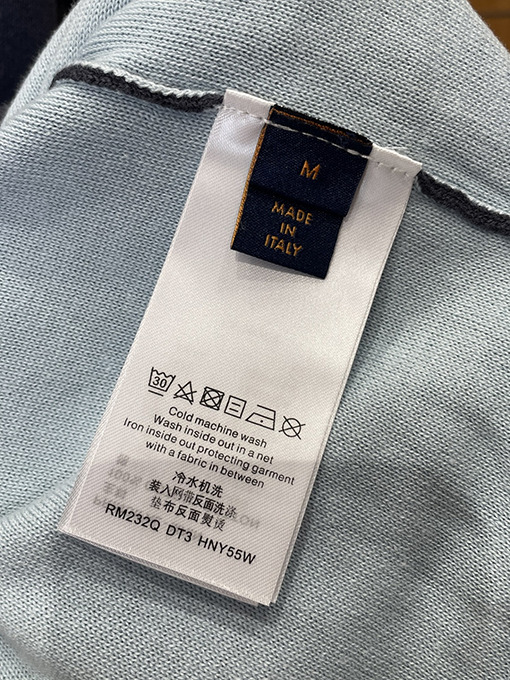 M
MADE
IN
ITALY
30
Cold machine wash
Wash inside out in a net
Iron inside out protecting garment
with a fabric in between
冷水机洗
装入网带反面洗涤
垫布反面熨烫
RM232Q DT3 HNY55W